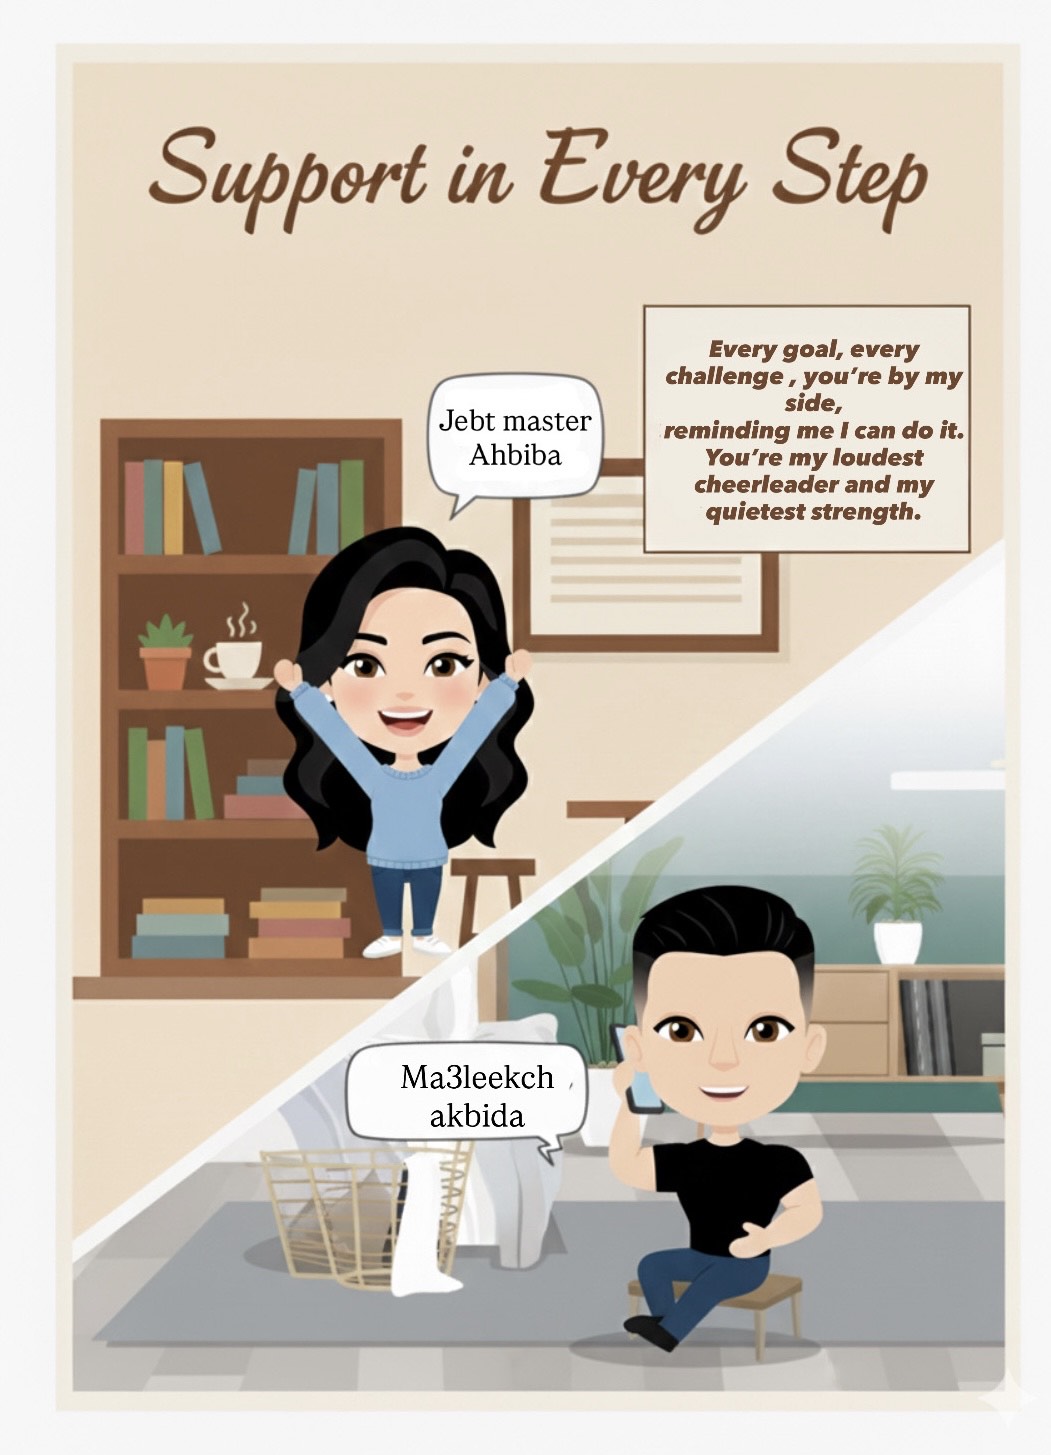 Support in Every Step
Every goal, every
challenge , you're by my
side,
reminding me I can do it.
You're my loudest
cheerleader and my
quietest strength.
Jebt master
Ahbiba
Ma3leekch
akbida